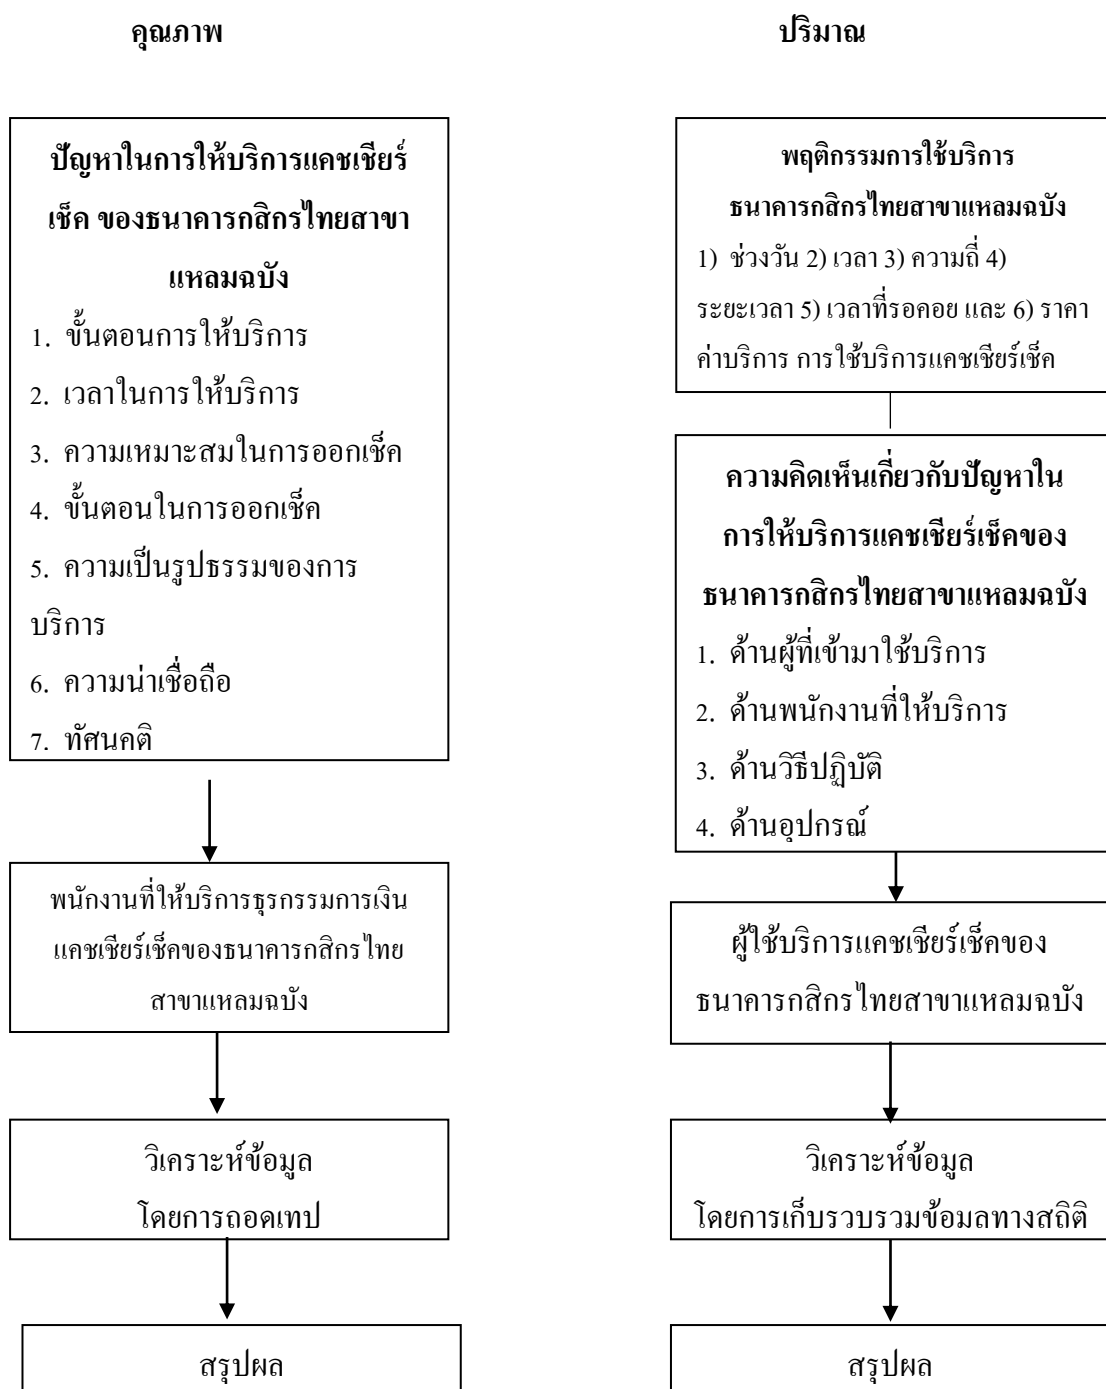 คุณภาพ
ปัญหาในการให้บริการแคชเชียร์
เช็ค ของธนาคารกสิกรไทยสาขา
แหลมฉบัง
1. ขั้นตอนการให้บริการ
2. เวลาในการให้บริการ
3. ความเหมาะสมในการออกเช็ค
4. ขั้นตอนในการออกเช็ค
5. ความเป็นรูปธรรมของการ
บริการ
6. ความน่าเชื่อถือ
7. ทัศนคติ
พนักงานที่ให้บริการธุรกรรมการเงิน
แคชเชียร์เช็คของธนาคารกสิกรไทย
สาขาแหลมฉบัง
วิเคราะห์ข้อมูล
โดยการถอดเทป
สรุปผล
ปริมาณ
พฤติกรรมการใช้บริการ
ธนาคารกสิกรไทยสาขาแหลมฉบัง
1) ช่วงวัน 2) เวลา 3) ความถี่ 4)
ระยะเวลา 5) เวลาที่รอคอย และ 6) ราคา
ค่าบริการ การใช้บริการแคชเชียร์เช็ค
ความคิดเห็นเกี่ยวกับปัญหาใน
การให้บริการแคชเชียร์เช็คของ
ธนาคารกสิกรไทยสาขาแหลมฉบัง
1. ด้านผู้ที่เข้ามาใช้บริการ
2. ด้านพนักงานที่ให้บริการ
3. ด้านวิธีปฏิบัติ
4. ด้านอุปกรณ์
ผู้ใช้บริการแคชเชียร์เช็คของ
ธนาคารกสิกรไทยสาขาแหลมฉบัง
วิเคราะห์ข้อมูล
โดยการเก็บรวบรวมข้อมูลทางสถิติ
สรุปผล